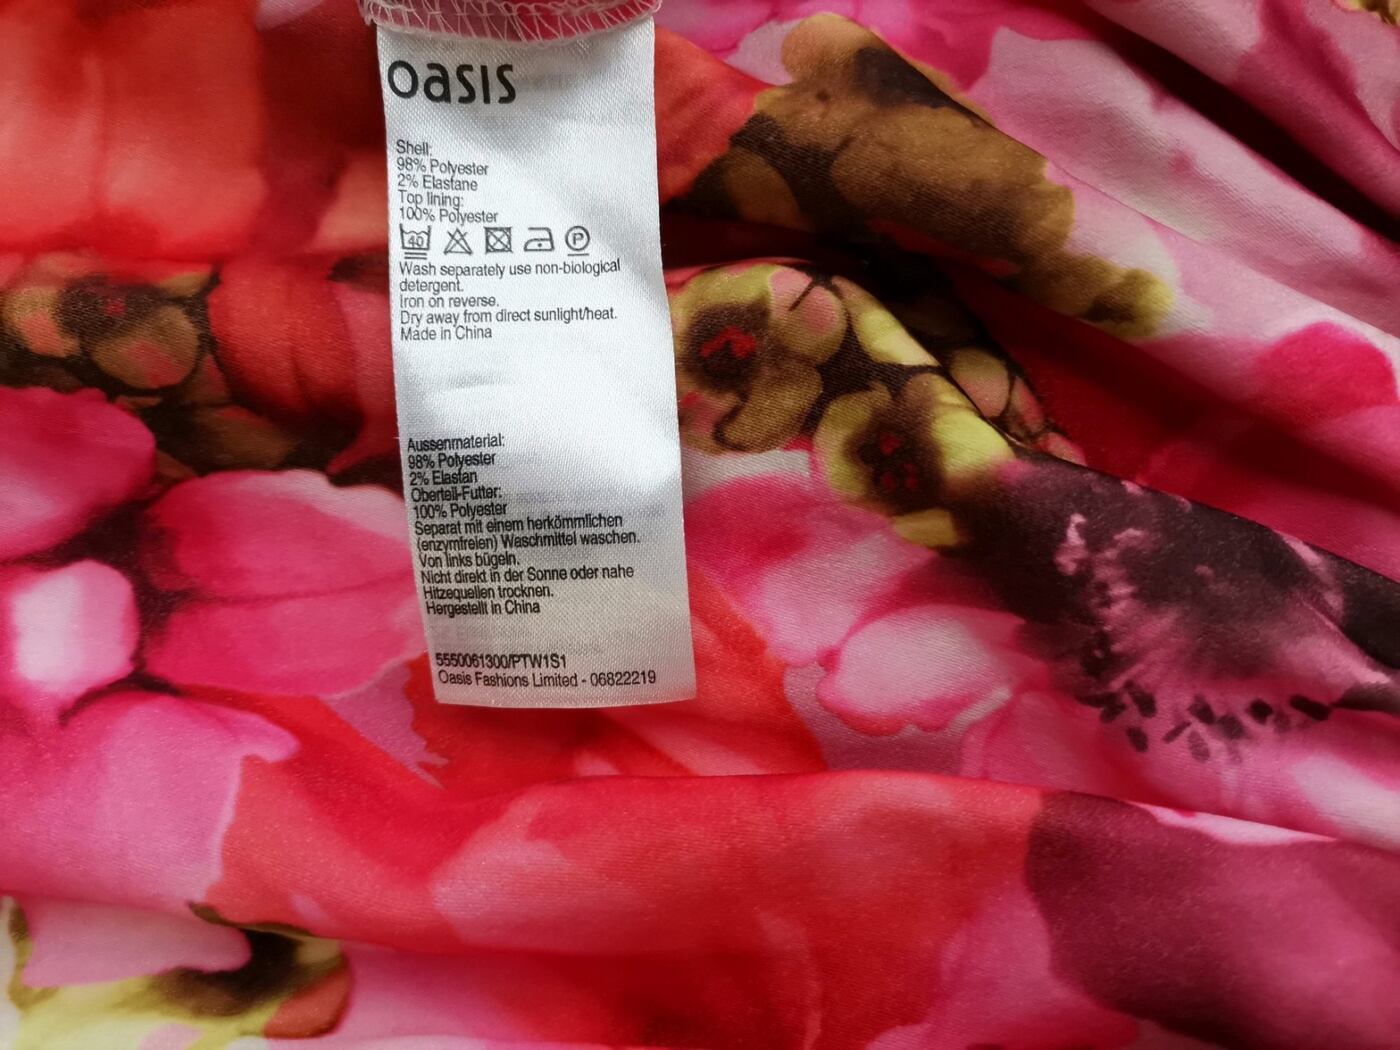 oasis
Shell:
98% Polyester
2% Elastane
Top lining:
100% Polyester
40 P
Wash separately use non-biological
detergent.
Iron on reverse.
Dry away from direct sunlight/heat.
Made in China
Aussenmaterial:
98% Polyester
2% Elastan
Oberteil-Futter:
100% Polyester
Separat mit einem herkömmlichen
(enzymfreien) Waschmittel waschen.
Von links bügeln.
Nicht direkt in der Sonne oder nahe
Hitzequellen trocknen.
Hergestellt in China
5550061300/PTW1S1
Oasis Fashions Limited - 06822219